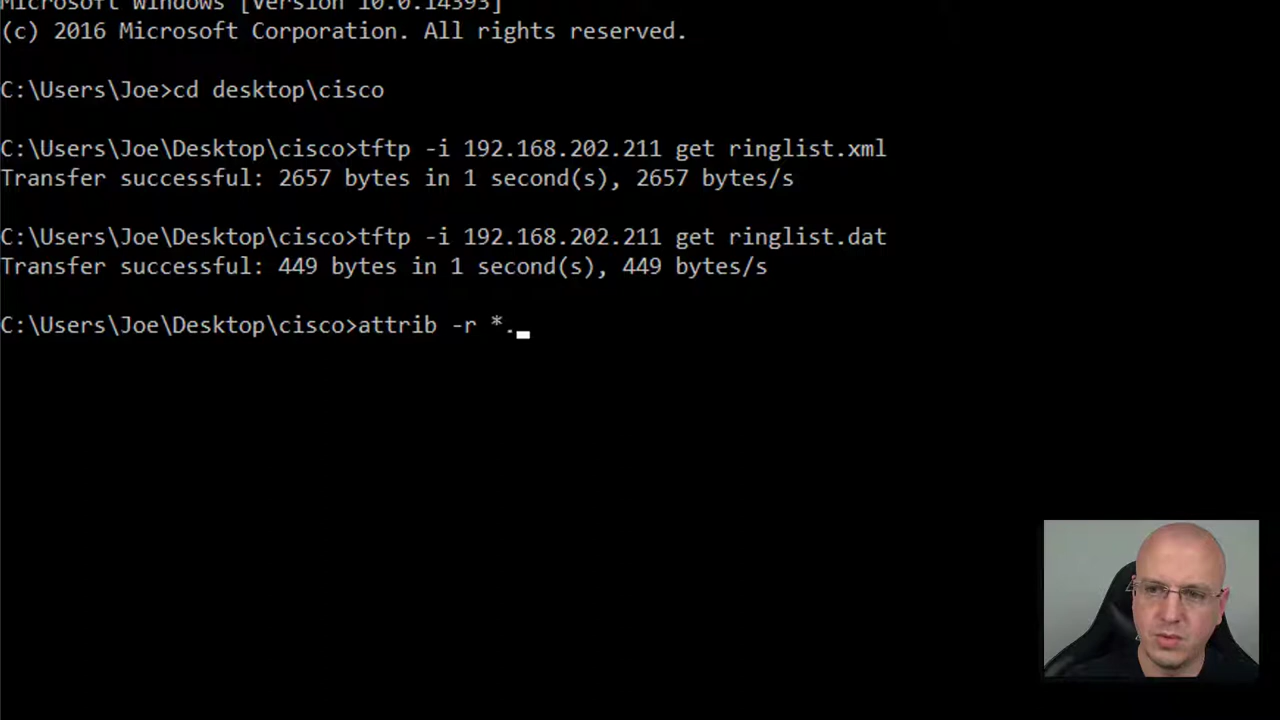 Microsoft Windows [Version 10.0.14393]
(c) 2016 Microsoft Corporation. All rights reserved.
C:\Users\Joe>cd desktop\cisco
C:\Users\Joe\Desktop\cisco>tftp -i 192.168.202.211 get ringlist.xml
Transfer successful: 2657 bytes in 1 second(s), 2657 bytes/s
C:\Users\Joe\Desktop\cisco>tftp -i 192.168.202.211 get ringlist.dat
Transfer successful: 449 bytes in 1 second(s), 449 bytes/s
C:\Users\Joe\Desktop\cisco>attrib -r *.